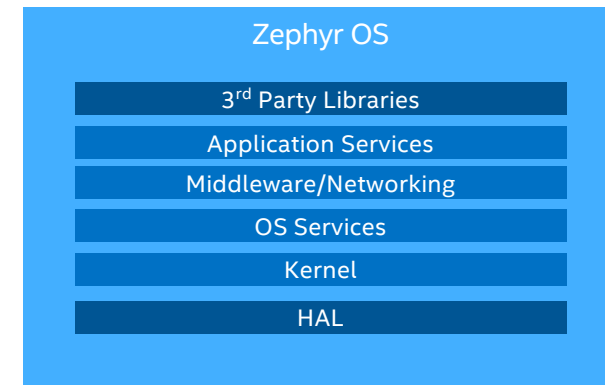 Zephyr OS
3rd Party Libraries
Application Services
Middleware/Networking
OS Services
Kernel
HAL